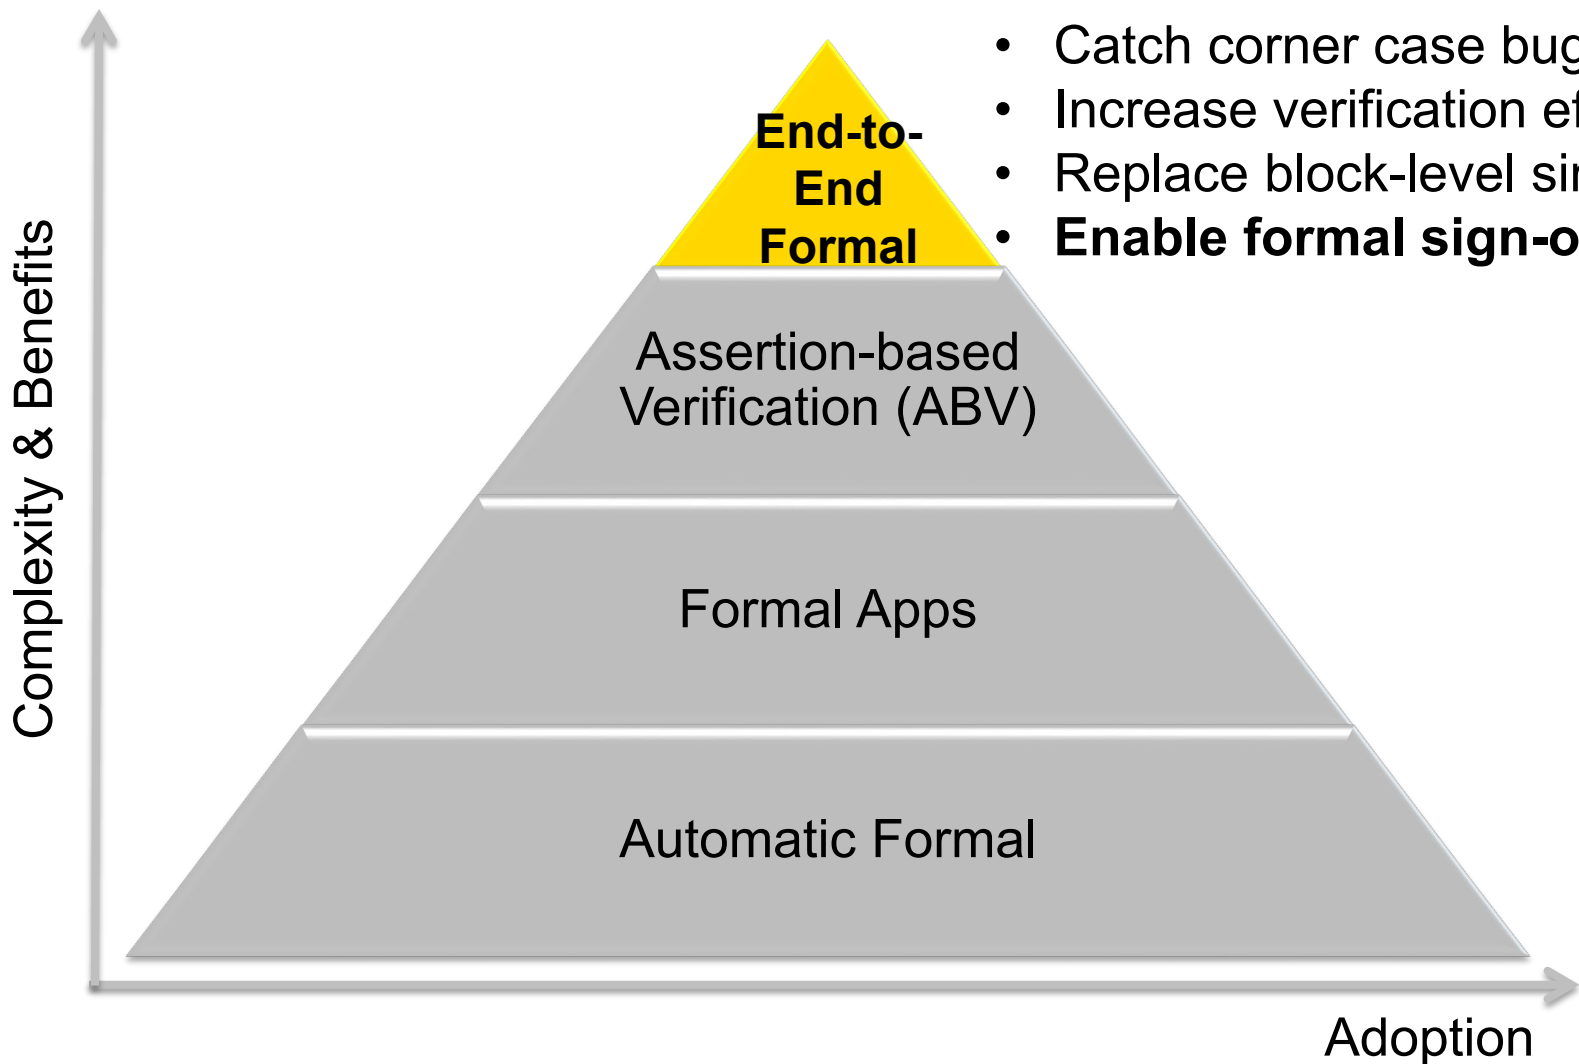 • Catch corner case bug
• Increase verification ef
• Replace block-level sim
• Enable formal sign-o
End-to-
End
Formal
Assertion-based
Verification (ABV)
Formal Apps
Automatic Formal
Complexity & Benefits
Adoption